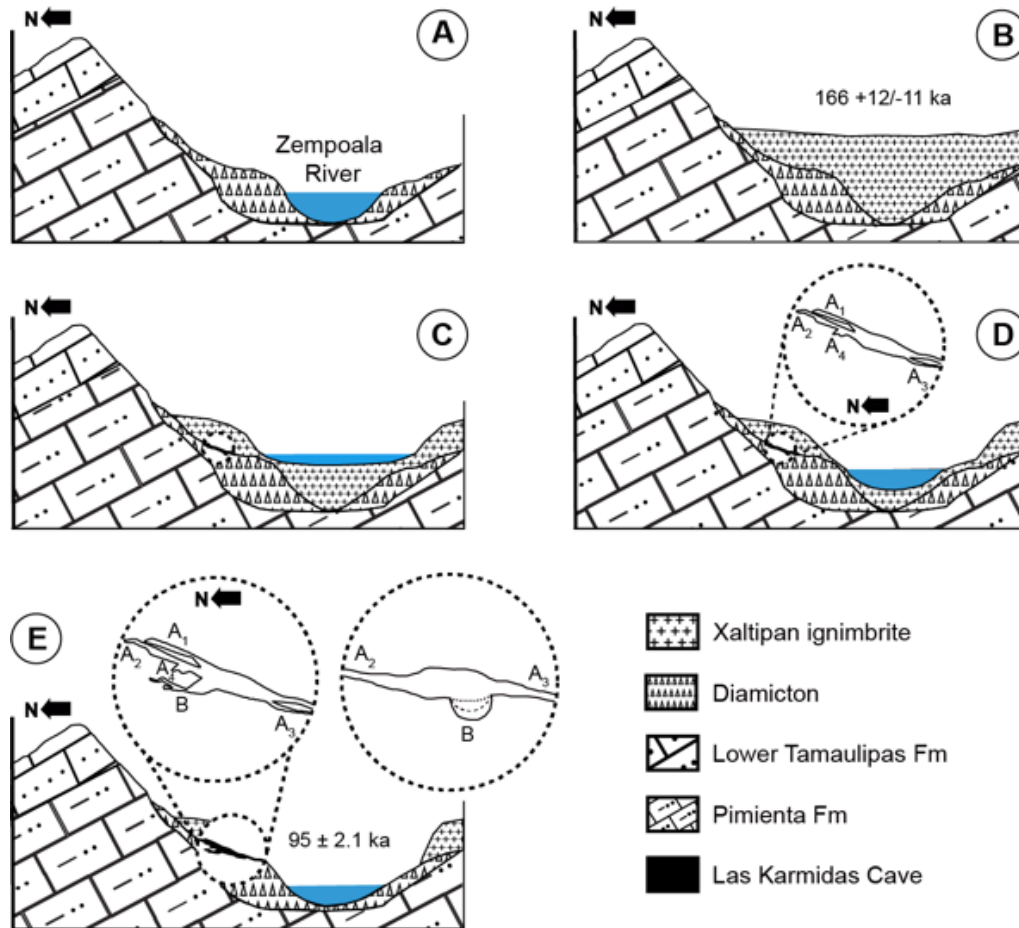 N
A
Zempoala
River
N
B
166 +12/-11 ka
N
C
N
D
A₁
A₂
A₄
A₃
N
E
N
A₁
A₂
A₄
B
A₃
A₂
A₃
B
N
95 ± 2.1 ka
Xaltipan ignimbrite
Diamicton
Lower Tamaulipas Fm
Pimienta Fm
Las Karmidas Cave